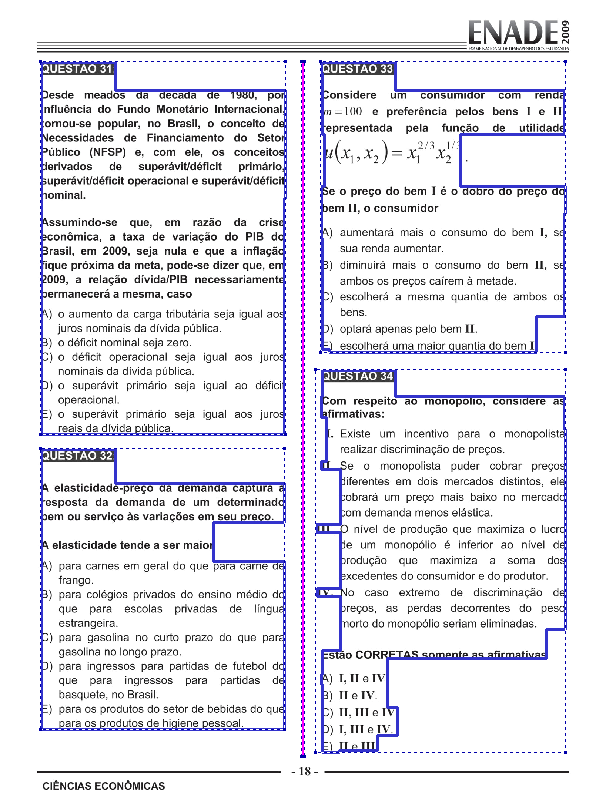 ENADE 2009
EXAME NACIONAL DE DESEMPENHO DOS ESTUDANTES
QUESTÃO 31
Desde meados da década de 1980, por
influência do Fundo Monetário Internacional,
tornou-se popular, no Brasil, o conceito de
Necessidades de Financiamento do Setor
Público (NFSP) e, com ele, os conceitos
derivados de superávit/déficit primário,
superávit/déficit operacional e superávit/déficit
nominal.
Assumindo-se que, em razão da crise
econômica, a taxa de variação do PIB do
Brasil, em 2009, seja nula e que a inflação
fique próxima da meta, pode-se dizer que, em
2009, a relação dívida/PIB necessariamente
permanecerá a mesma, caso
A) o aumento da carga tributária seja igual aos
juros nominais da dívida pública.
B) o déficit nominal seja zero.
C) o déficit operacional seja igual aos juros
nominais da dívida pública.
D) o superávit primário seja igual ao déficit
operacional.
E) o superávit primário seja igual aos juros
reais da dívida pública.
QUESTÃO 32
A elasticidade-preço da demanda captura a
resposta da demanda de um determinado
bem ou serviço às variações em seu preço.
A elasticidade tende a ser maior
A) para carnes em geral do que para carne de
frango.
B) para colégios privados do ensino médio do
que para escolas privadas de língua
estrangeira.
C) para gasolina no curto prazo do que para
gasolina no longo prazo.
D) para ingressos para partidas de futebol do
que para ingressos para partidas de
basquete, no Brasil.
E) para os produtos do setor de bebidas do que
para os produtos de higiene pessoal.
QUESTÃO 33
Considere um consumidor com renda
m = 100 e preferência pelos bens I e II
representada pela função de utilidade
u(x₁, x₂) = x₁^2/3 x₂^1/3 .
Se o preço do bem I é o dobro do preço do
bem II, o consumidor
A) aumentará mais o consumo do bem I, se
sua renda aumentar.
B) diminuirá mais o consumo do bem II, se
ambos os preços caírem à metade.
C) escolherá a mesma quantia de ambos os
bens.
D) optará apenas pelo bem II.
E) escolherá uma maior quantia do bem I.
QUESTÃO 34
Com respeito ao monopólio, considere as
afirmativas:
I. Existe um incentivo para o monopolista
realizar discriminação de preços.
II. Se o monopolista puder cobrar preços
diferentes em dois mercados distintos, ele
cobrará um preço mais baixo no mercado
com demanda menos elástica.
III. O nível de produção que maximiza o lucro
de um monopólio é inferior ao nível de
produção que maximiza a soma dos
excedentes do consumidor e do produtor.
IV. No caso extremo de discriminação de
preços, as perdas decorrentes do peso
morto do monopólio seriam eliminadas.
Estão CORRETAS somente as afirmativas
A) I, II e IV.
B) II e IV.
C) II, III e IV.
D) I, III e IV.
E) II e III.
- 18 -
CIÊNCIAS ECONÔMICAS